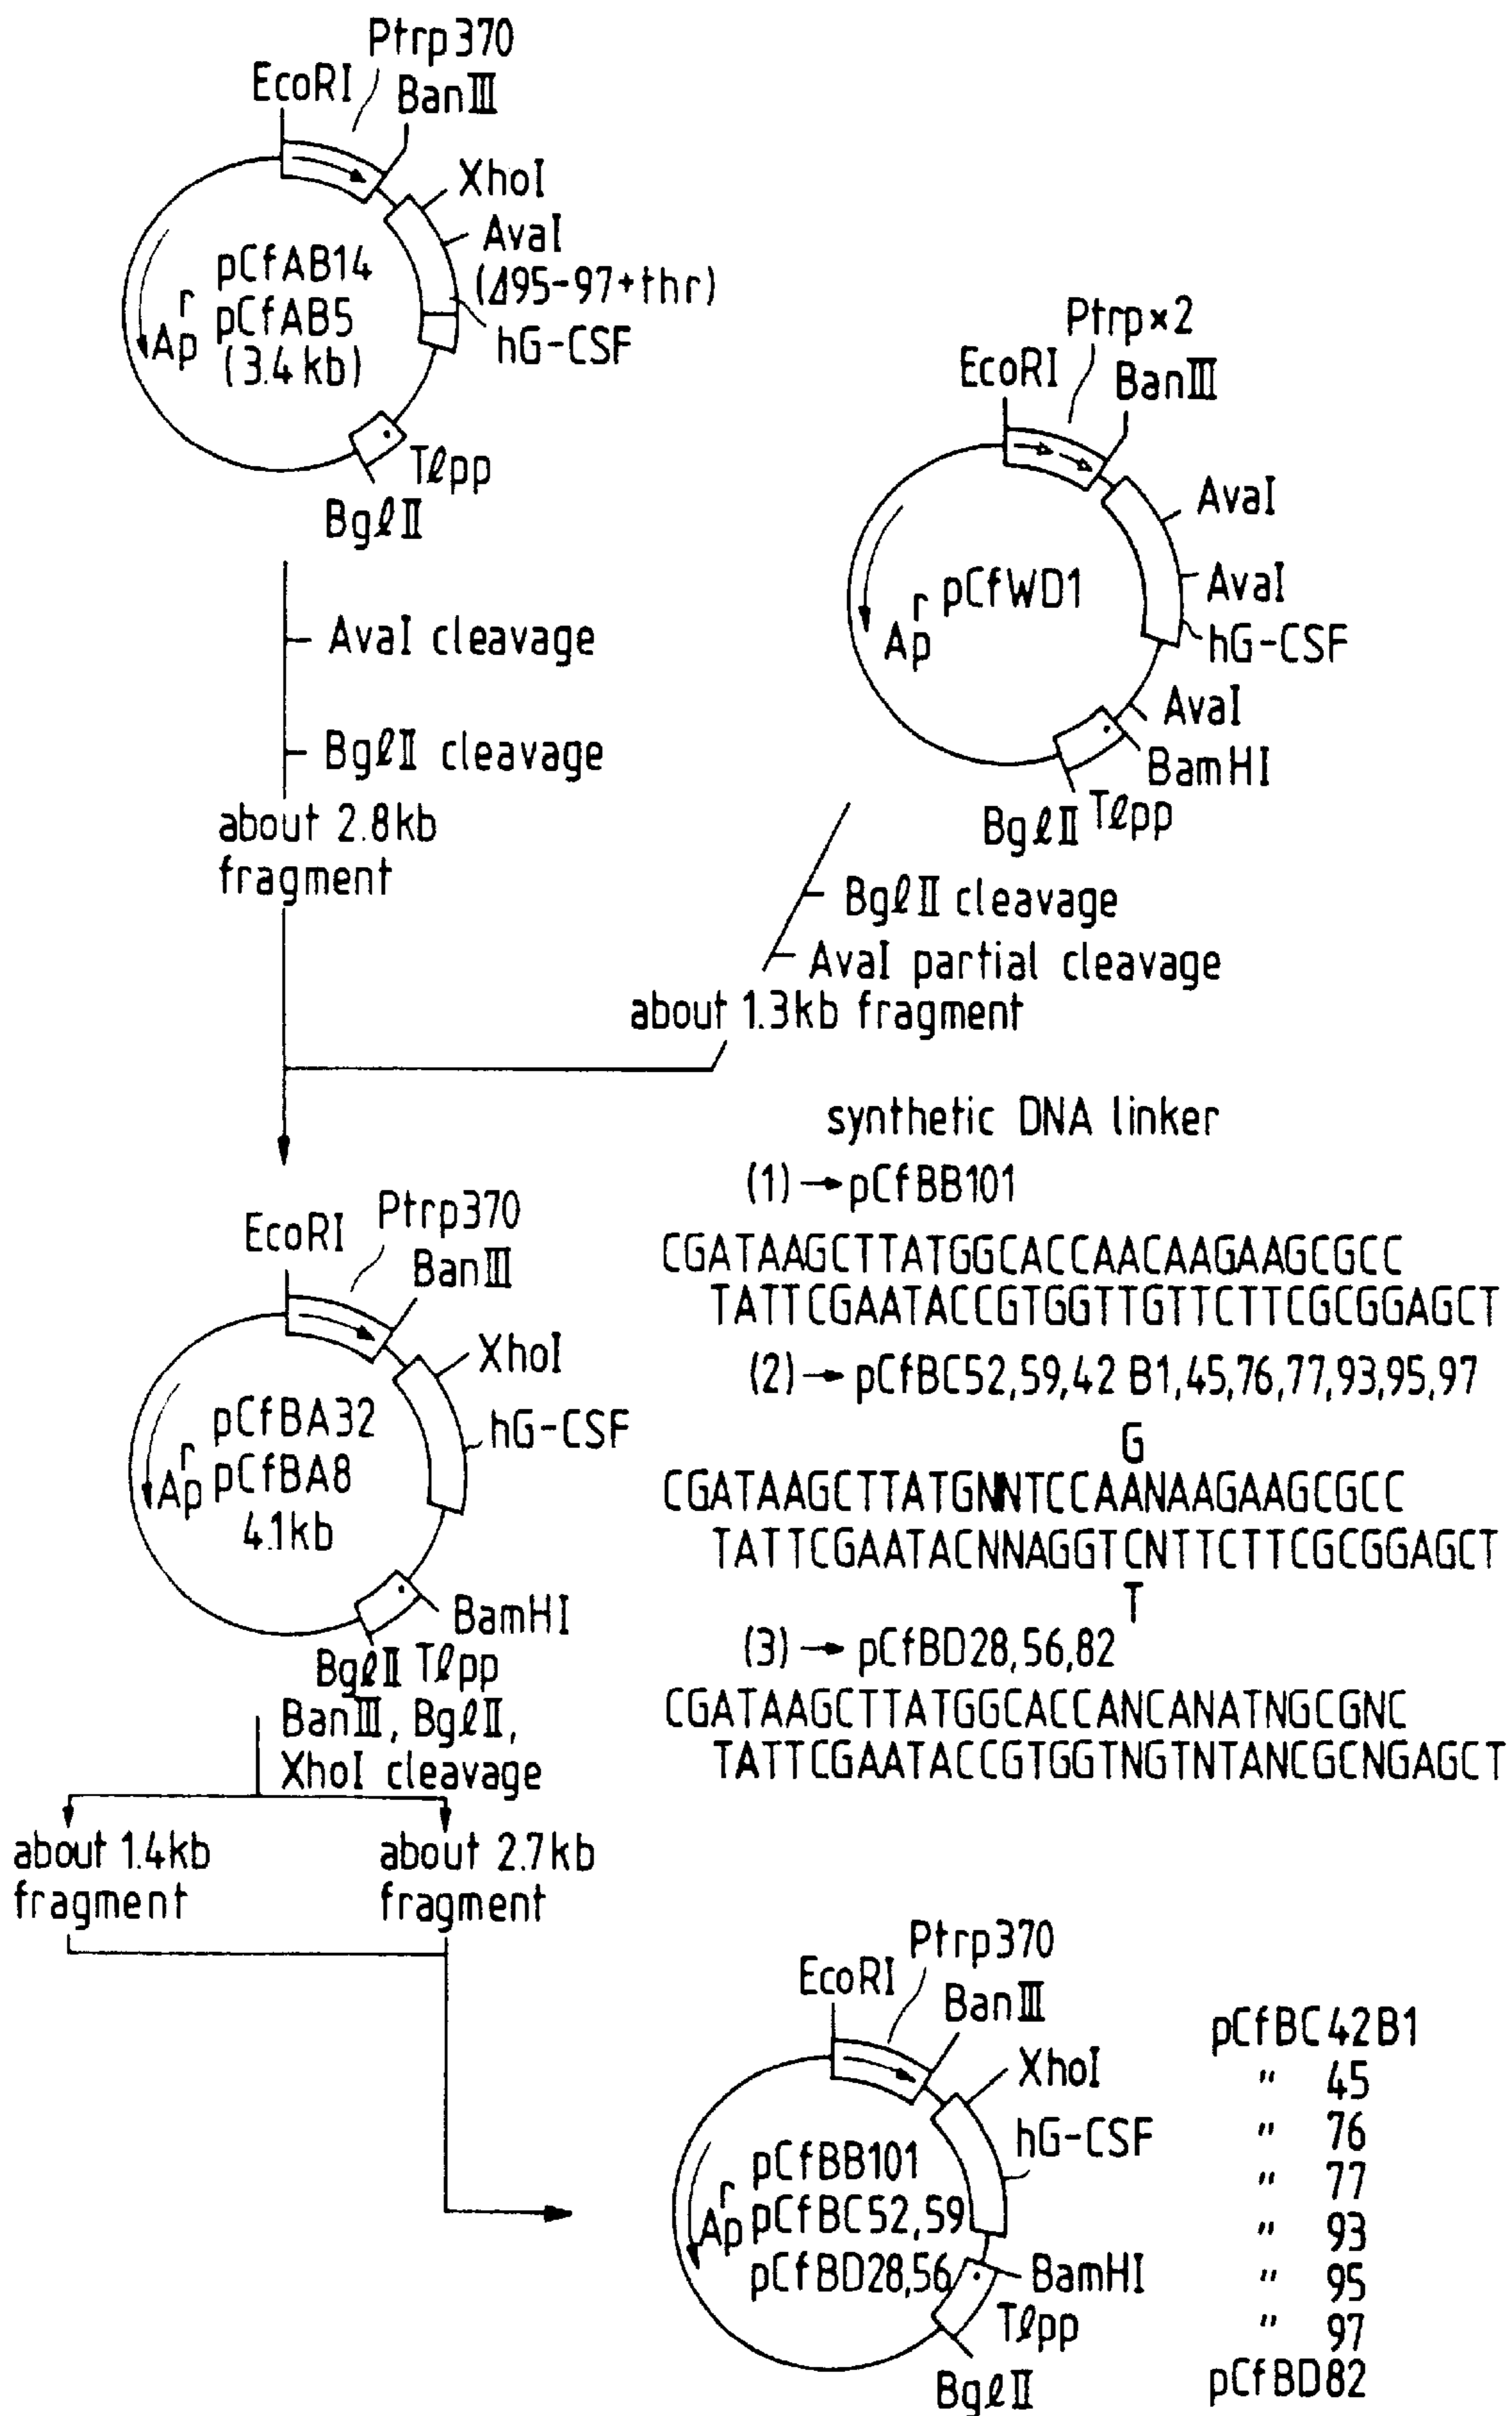 Ptrp370
EcoRI
BanIII
XhoI
AvaI
(Δ95-97+thr)
hG-CSF
pCfAB14
pCfAB5
(3.4kb)
Apr
Tlpp
BglII
Ptrp×2
EcoRI
BanIII
AvaI
AvaI
hG-CSF
pCfWD1
Apr
AvaI
BamHI
Tlpp
BglII
AvaI cleavage
BglII cleavage
about 2.8kb
fragment
BglII cleavage
AvaI partial cleavage
about 1.3kb fragment
synthetic DNA linker
(1)→pCfBB101
CGATAAGCTTATGGCACCAACAAGAAGCGCC
TATTCGAATACCGTGGTTGTTCTTCGCGGAGCT
(2)→pCfBC52,59,42 B1,45,76,77,93,95,97
G
CGATAAGCTTATGNNTCCAANAAGAAGCGCC
TATTCGAATACNNAGGTCNTTCTTCGCGGAGCT
T
(3)→pCfBD28,56,82
CGATAAGCTTATGGCACCANCANATNGCGNC
TATTCGAATACCGTGGTNGTNTANCGCNGAGCT
Ptrp370
EcoRI
BanIII
XhoI
hG-CSF
pCfBA32
pCfBA8
4.1kb
Apr
BamHI
BglII Tlpp
BanIII, BglII,
XhoI cleavage
about 1.4kb
fragment
about 2.7kb
fragment
Ptrp370
EcoRI
BanIII
XhoI
hG-CSF
pCfBB101
pCfBC52,59
pCfBD28,56
Apr
BamHI
Tlpp
BglII
pCfBC42B1
" 45
" 76
" 77
" 93
" 95
" 97
pCfBD82